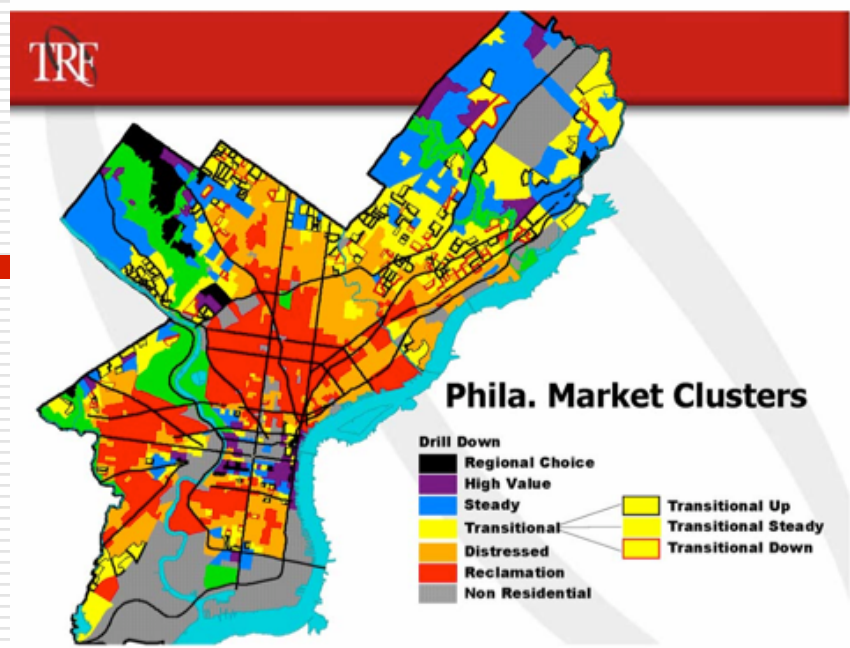 TRF
Phila. Market Clusters
Drill Down
Regional Choice
High Value
Steady
Transitional
Distressed
Reclamation
Non Residential
Transitional Up
Transitional Steady
Transitional Down